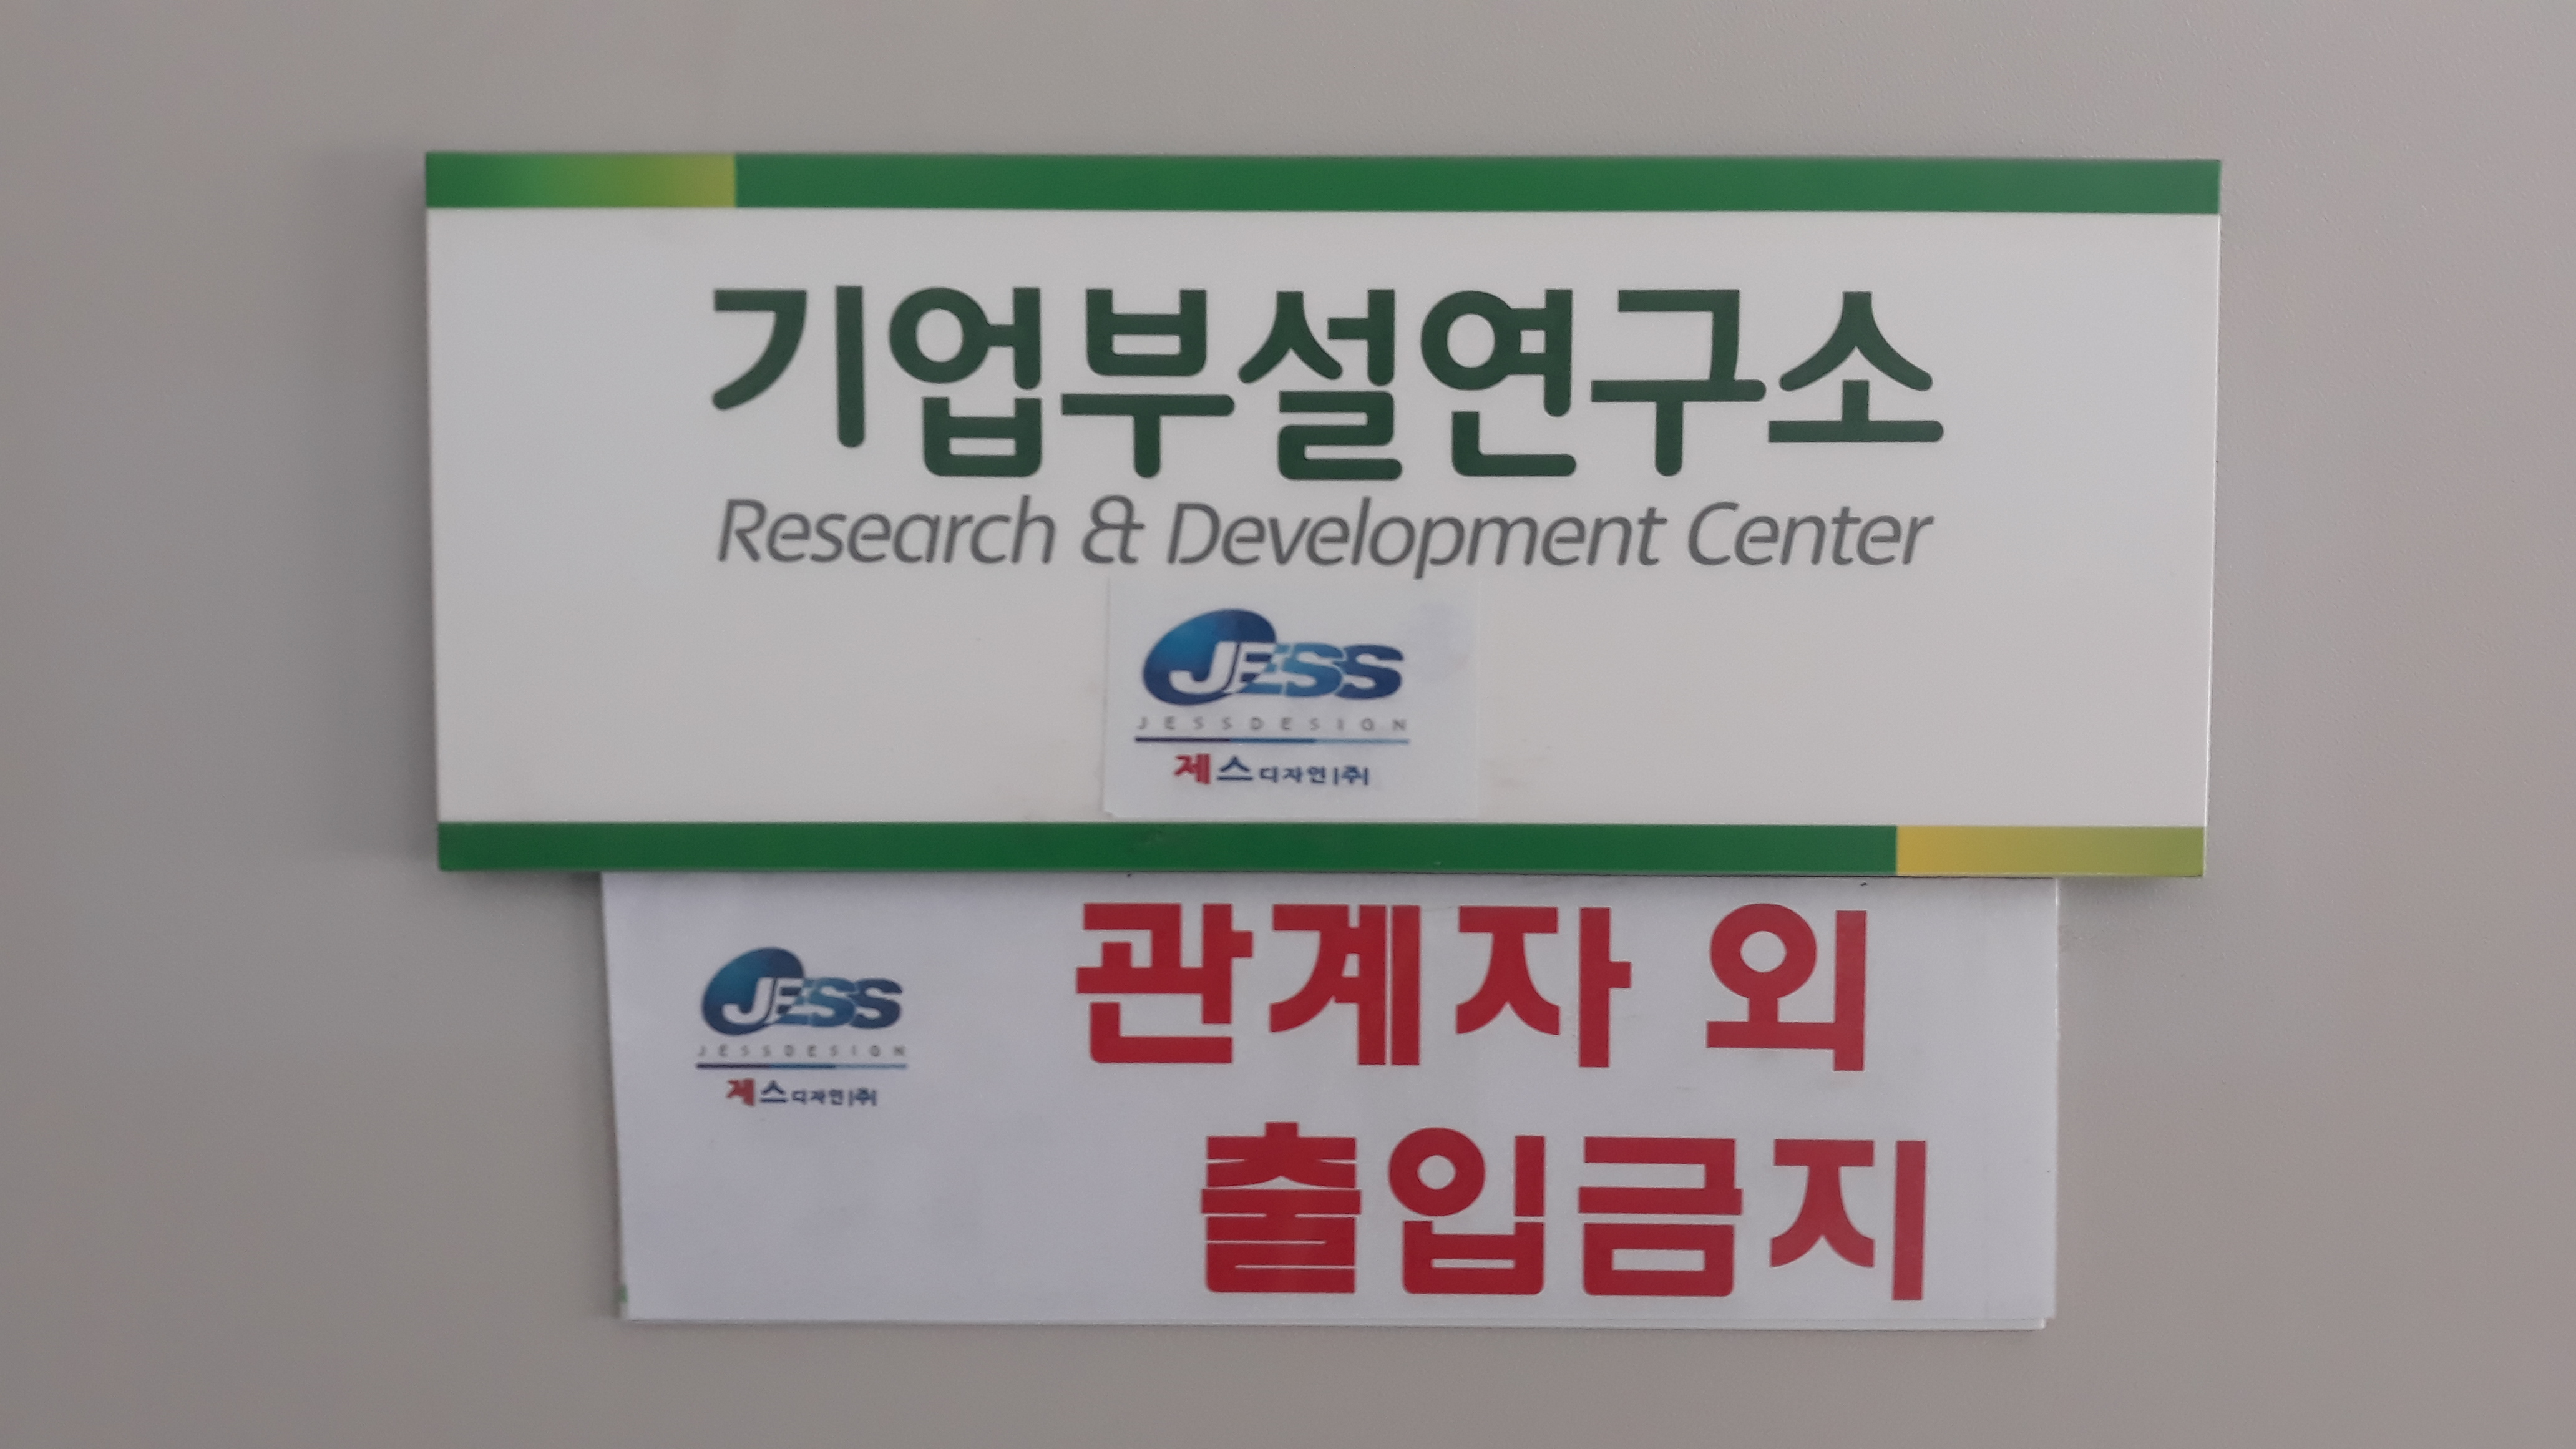 기업부설연구소
Research & Development Center
JESS
JESSDESIGN
제스디자인|주|
관계자 외
JESS
JESSDESIGN
제스디자인|주|
출입금지